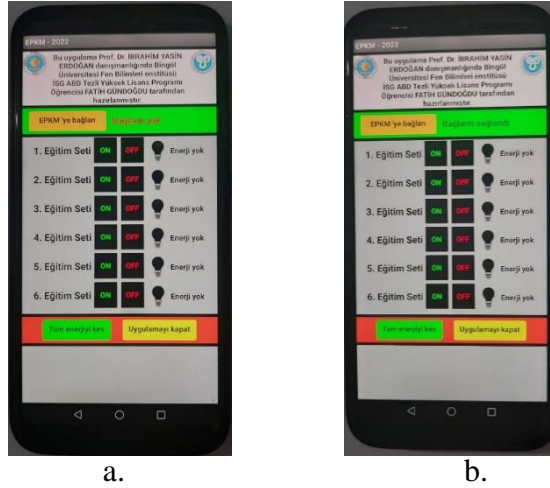 EPKM - 2022
Bu uygulama Prof. Dr. İBRAHİM YASİN
ERDOĞAN danışmanlığında Bingöl
Üniversitesi Fen Bilimleri enstitüsü
İSG ABD Tezli Yüksek Lisans Programı
Öğrencisi FATİH GÜNDOĞDU tarafından
hazırlanmıştır.
EPKM 'ye bağlan Bağlantı yok
1. Eğitim Seti ON OFF Enerji yok
2. Eğitim Seti ON OFF Enerji yok
3. Eğitim Seti ON OFF Enerji yok
4. Eğitim Seti ON OFF Enerji yok
5. Eğitim Seti ON OFF Enerji yok
6. Eğitim Seti ON OFF Enerji yok
Tüm enerjiyi kes Uygulamayı kapat
a.
EPKM - 2022
Bu uygulama Prof. Dr. İBRAHİM YASİN
ERDOĞAN danışmanlığında Bingöl
Üniversitesi Fen Bilimleri enstitüsü
İSG ABD Tezli Yüksek Lisans Programı
Öğrencisi FATİH GÜNDOĞDU tarafından
hazırlanmıştır.
EPKM 'ye bağlan Bağlantı sağlandı
1. Eğitim Seti ON OFF Enerji yok
2. Eğitim Seti ON OFF Enerji yok
3. Eğitim Seti ON OFF Enerji yok
4. Eğitim Seti ON OFF Enerji yok
5. Eğitim Seti ON OFF Enerji yok
6. Eğitim Seti ON OFF Enerji yok
Tüm enerjiyi kes Uygulamayı kapat
b.